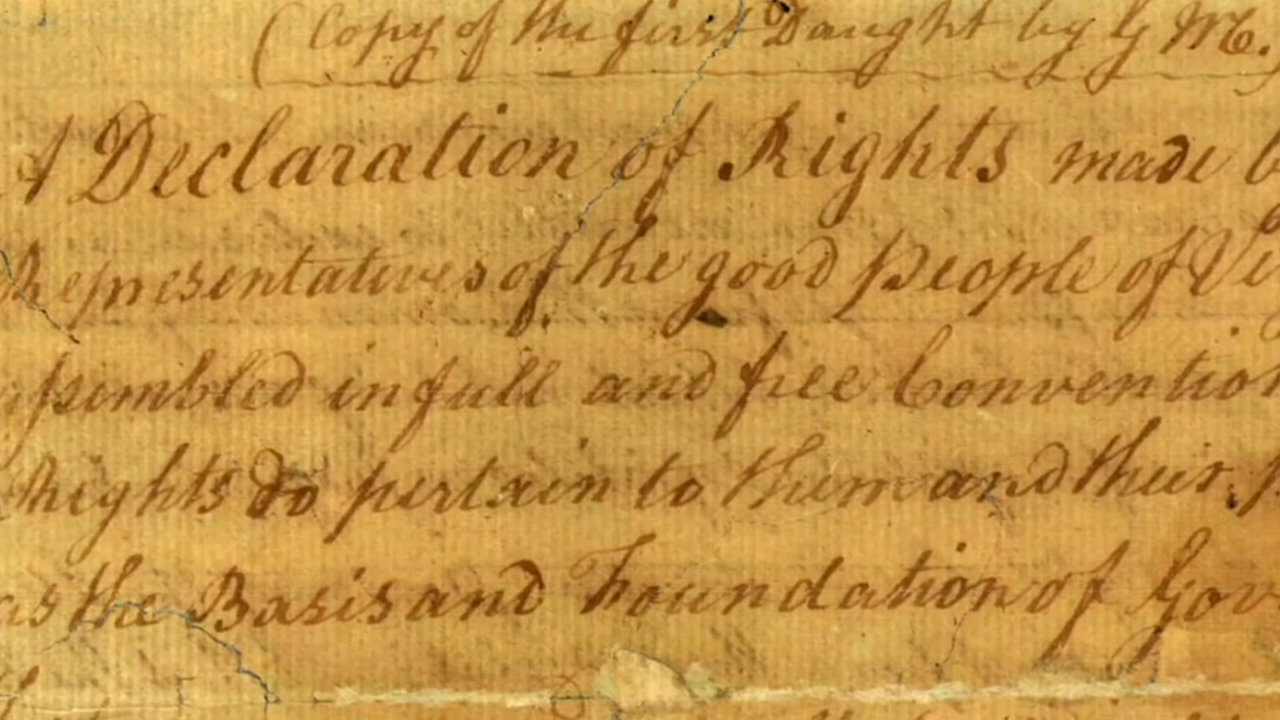 (Copy of the first Daught by G M.)
A Declaration of Rights made b
Representatives of the good people of Vi
assembled in full and free Convention
Rights do pertain to them and their p
as the Basis and Foundation of Gov